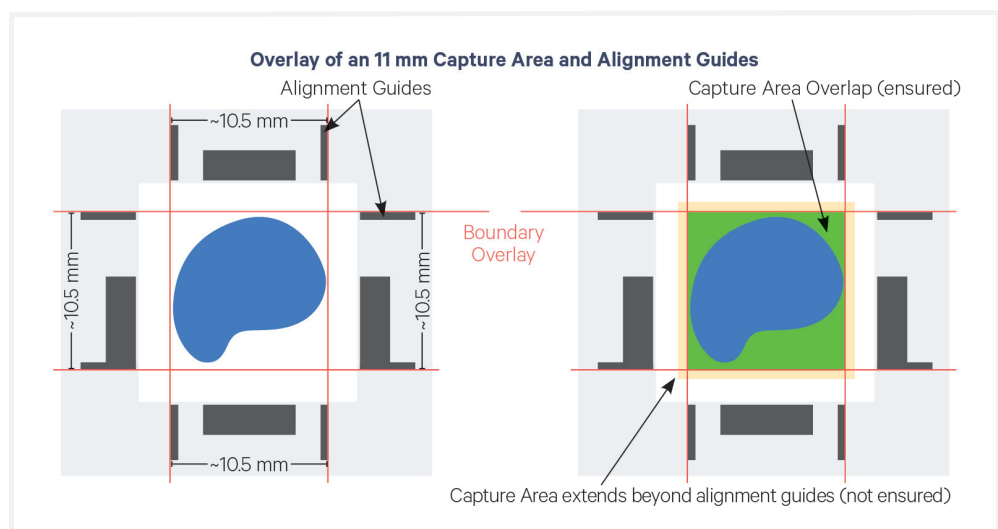 Overlay of an 11 mm Capture Area and Alignment Guides
Alignment Guides
Capture Area Overlap (ensured)
~10.5 mm
~10.5 mm
~10.5 mm
Boundary
Overlay
~10.5 mm
Capture Area extends beyond alignment guides (not ensured)